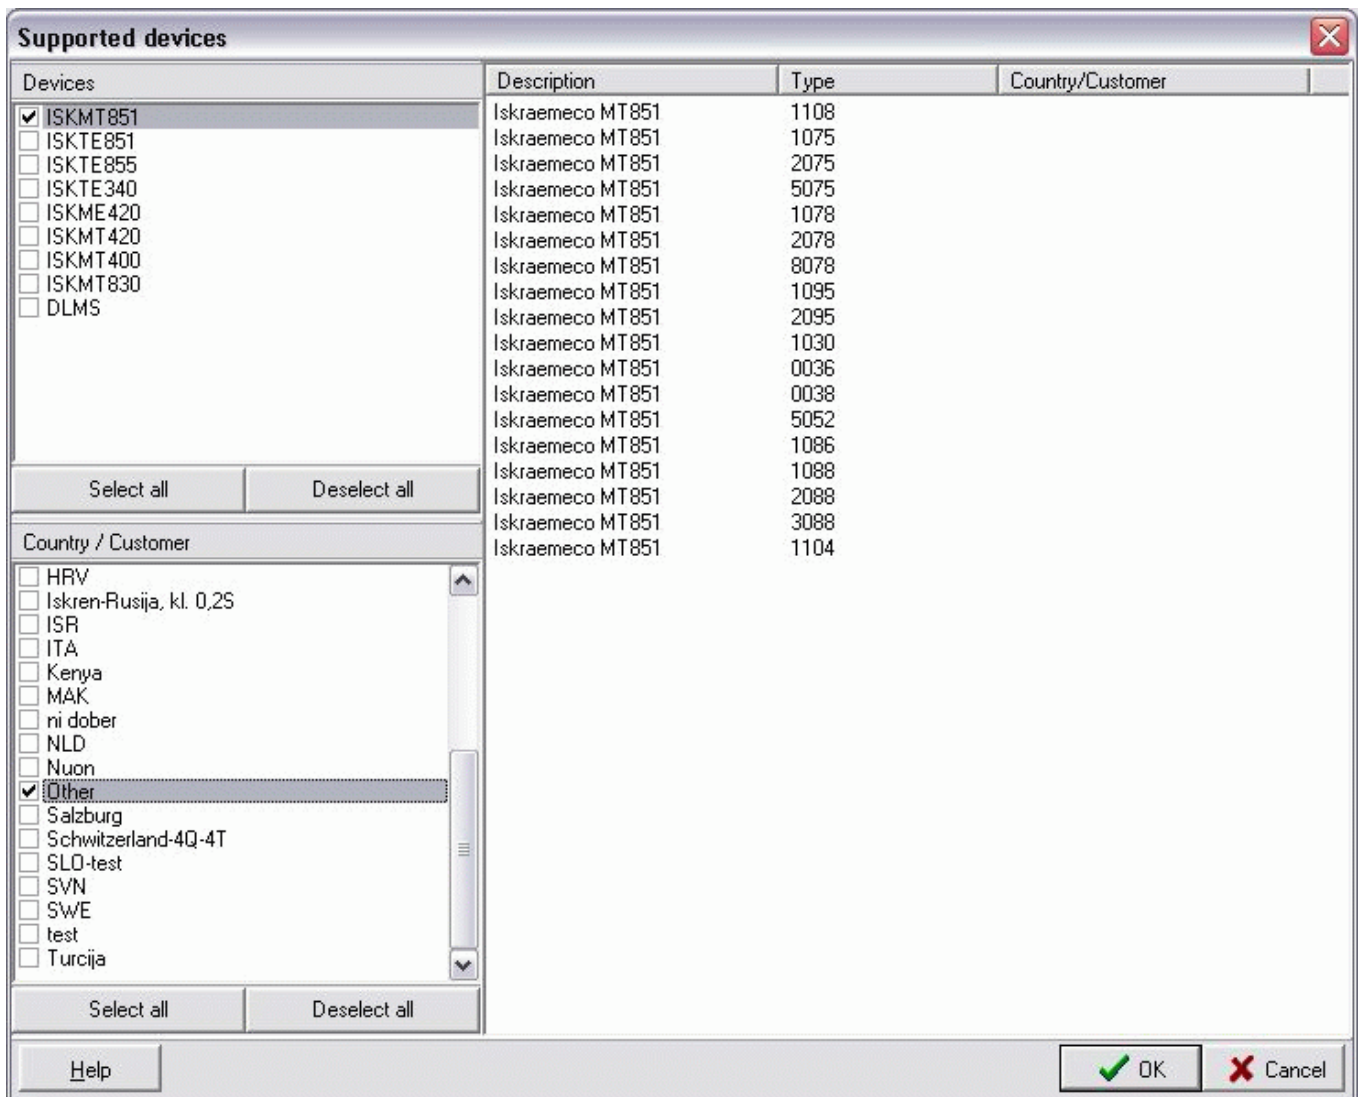 Supported devices
Devices
ISKMT851
ISKTE851
ISKTE855
ISKTE340
ISKME420
ISKMT420
ISKMT400
ISKMT830
DLMS
Select all Deselect all
Country / Customer
HRV
Iskren-Rusija, kl. 0,2S
ISR
ITA
Kenya
MAK
ni dober
NLD
Nuon
Other
Salzburg
Schwitzerland-4Q-4T
SLO-test
SVN
SWE
test
Turcija
Select all Deselect all
Description Type Country/Customer
Iskraemeco MT851 1108
Iskraemeco MT851 1075
Iskraemeco MT851 2075
Iskraemeco MT851 5075
Iskraemeco MT851 1078
Iskraemeco MT851 2078
Iskraemeco MT851 8078
Iskraemeco MT851 1095
Iskraemeco MT851 2095
Iskraemeco MT851 1030
Iskraemeco MT851 0036
Iskraemeco MT851 0038
Iskraemeco MT851 5052
Iskraemeco MT851 1086
Iskraemeco MT851 1088
Iskraemeco MT851 2088
Iskraemeco MT851 3088
Iskraemeco MT851 1104
Help OK Cancel